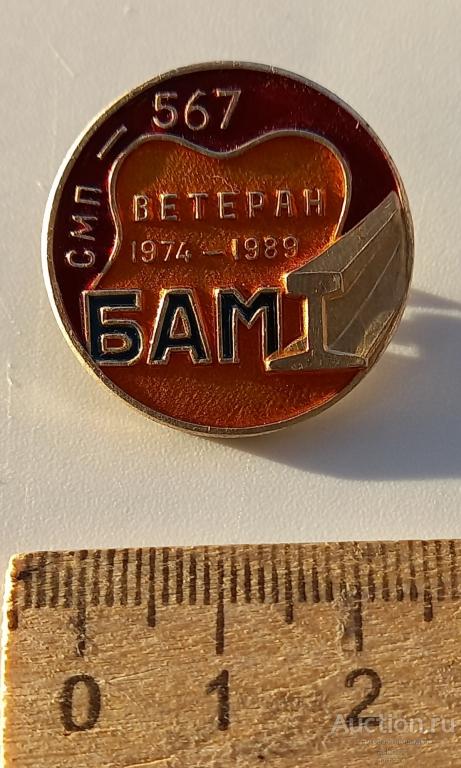 СМП — 567
ВЕТЕРАН
1974 — 1989
БАМ
0 1 2
Auction.ru